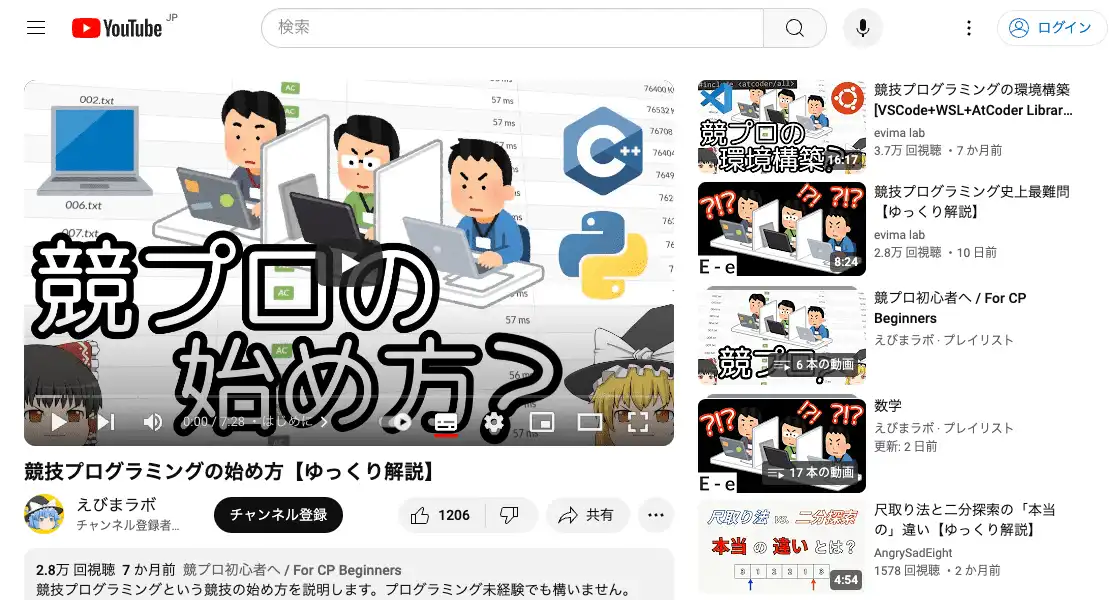 YouTube JP
検索
ログイン
002.txt
006.txt
007.txt
AC
AC
AC
57 ms
57 ms
57 ms
競プロの
始め方?
C++
0:00 / 7:28 ・はじめに
競技プログラミングの始め方【ゆっくり解説】
えびまラボ
チャンネル登録者...
チャンネル登録
1206
共有
2.8万 回視聴 7 か月前 競プロ初心者へ / For CP Beginners
競技プログラミングという競技の始め方を説明します。プログラミング未経験でも構いません。
#include <atcoder/all>
競プロの
環境構築?
16:17
競技プログラミングの環境構築
[VSCode+WSL+AtCoder Librar...
evima lab
3.7万 回視聴 ・7 か月前
?!? !? ?!?
E - e
8:24
競技プログラミング史上最難問
【ゆっくり解説】
evima lab
2.8万 回視聴 ・10 日前
競プロ?
6 本の動画
競プロ初心者へ / For CP
Beginners
えびまラボ · プレイリスト
?!? !? ?!?
E - e
17 本の動画
数学
えびまラボ · プレイリスト
更新: 2 日前
尺取り法 vs. 二分探索
本当の違いとは?
4:54
尺取り法と二分探索の「本当
の」違い【ゆっくり解説】
AngrySadEight
1578 回視聴 ・2 か月前